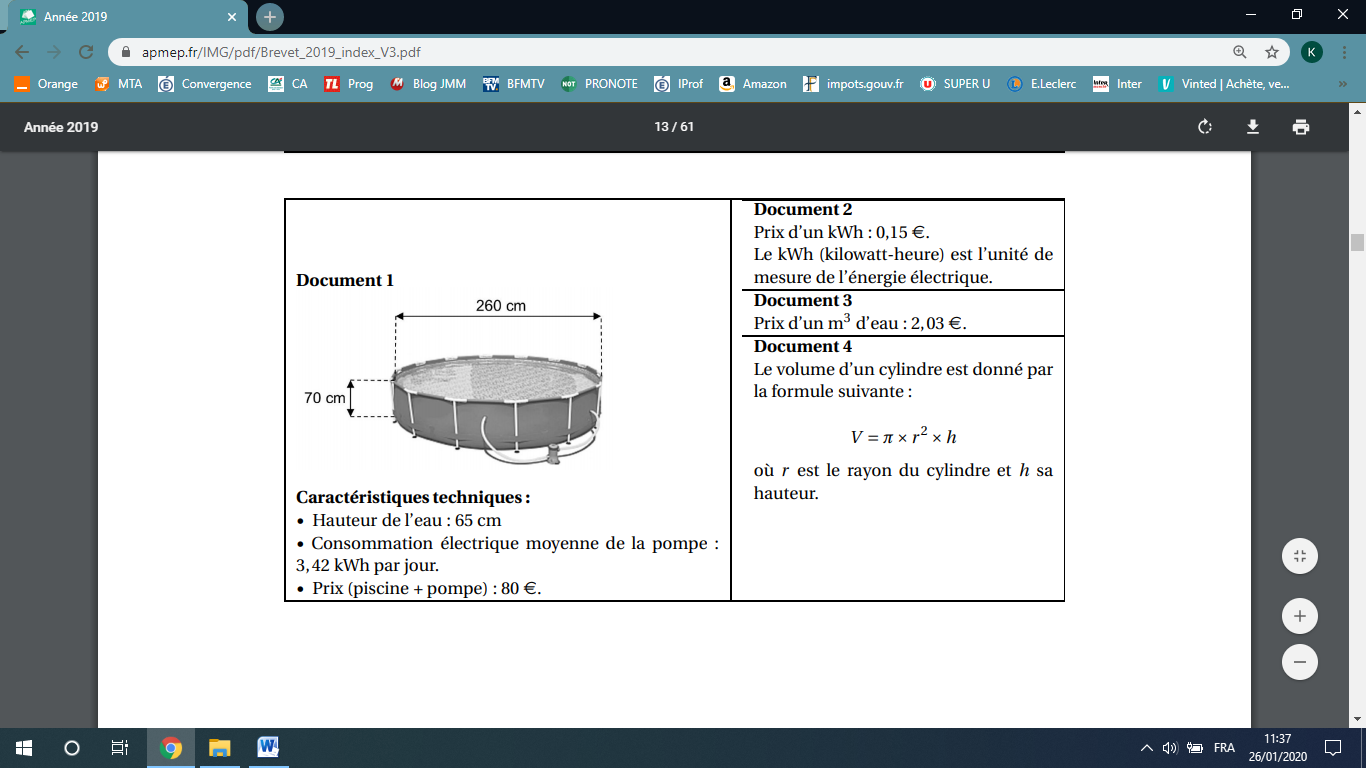 Année 2019
apmep.fr/IMG/pdf/Brevet_2019_index_V3.pdf
K
Orange MTA Convergence CA Prog Blog JMM BFMTV PRONOTE IProf Amazon impots.gouv.fr SUPER U E.Leclerc Inter Vinted | Achète, ve...
Année 2019
13 / 61
Document 1
260 cm
70 cm
Caractéristiques techniques :
• Hauteur de l'eau : 65 cm
• Consommation électrique moyenne de la pompe :
3,42 kWh par jour.
• Prix (piscine + pompe) : 80 €.
Document 2
Prix d'un kWh : 0,15 €.
Le kWh (kilowatt-heure) est l'unité de
mesure de l'énergie électrique.
Document 3
Prix d'un m³ d'eau : 2,03 €.
Document 4
Le volume d'un cylindre est donné par
la formule suivante :
V = π × r² × h
où r est le rayon du cylindre et h sa
hauteur.
FRA
11:37
26/01/2020